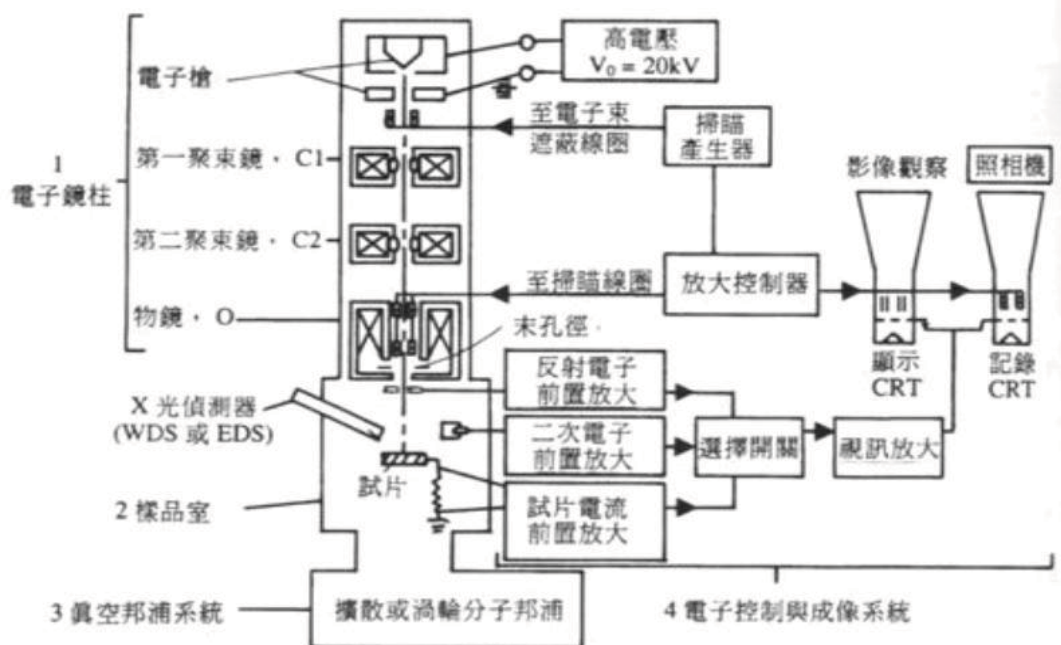 高電壓
V₀ = 20kV
電子槍
至電子束
遮蔽線圈
掃瞄
產生器
1
電子鏡柱
第一聚束鏡，C1
影像觀察
照相機
第二聚束鏡，C2
至掃瞄線圈
放大控制器
物鏡，O
末孔徑
顯示
CRT
記錄
CRT
反射電子
前置放大
X 光偵測器
(WDS 或 EDS)
二次電子
前置放大
選擇開關
視訊放大
試片
試片電流
前置放大
2 樣品室
3 眞空邦浦系統
擴散或渦輪分子邦浦
4 電子控制與成像系統